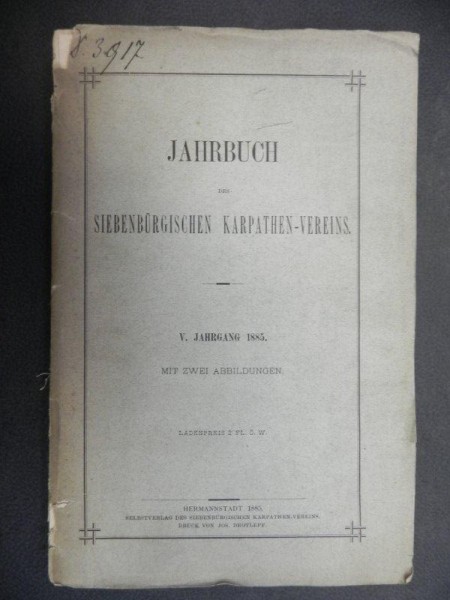 3917
JAHRBUCH
DES
SIEBENBÜRGISCHEN KARPATHEN-VEREINS.
V. JAHRGANG 1885.
MIT ZWEI ABBILDUNGEN.
LADENPREIS 2 FL. Ö. W.
HERMANNSTADT 1885.
SELBSTVERLAG DES SIEBENBÜRGISCHEN KARPATHEN-VEREINS.
DRUCK VON JOS. DROTLEFF.